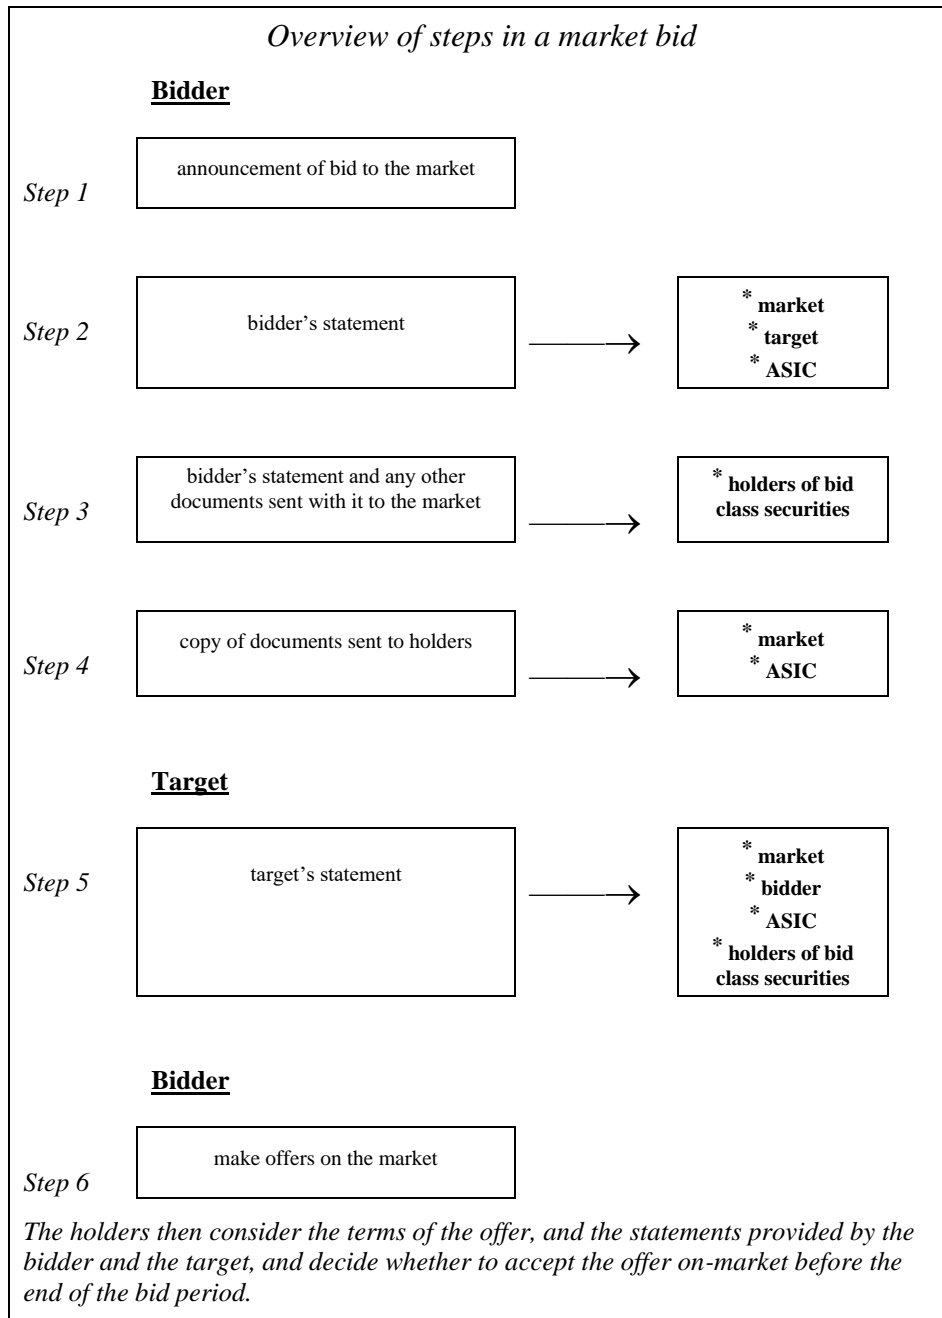 Overview of steps in a market bid
Bidder
Step 1
announcement of bid to the market
Step 2
bidder's statement
* market
* target
* ASIC
Step 3
bidder's statement and any other
documents sent with it to the market
* holders of bid
class securities
Step 4
copy of documents sent to holders
* market
* ASIC
Target
Step 5
target's statement
* market
* bidder
* ASIC
* holders of bid
class securities
Bidder
Step 6
make offers on the market
The holders then consider the terms of the offer, and the statements provided by the
bidder and the target, and decide whether to accept the offer on-market before the
end of the bid period.